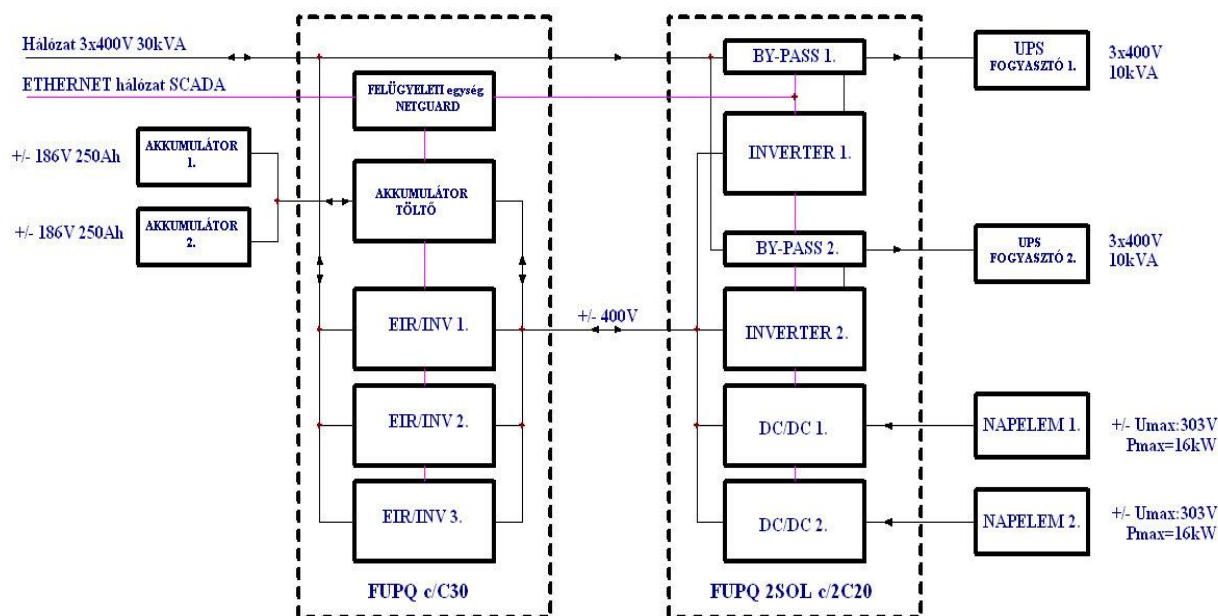 Hálózat 3x400V 30kVA
ETHERNET hálózat SCADA
+/- 186V 250Ah
AKKUMULÁTOR
1.
+/- 186V 250Ah
AKKUMULÁTOR
2.
FELÜGYELETI egység
NETGUARD
AKKUMULÁTOR
TÖLTŐ
EIR/INV 1.
EIR/INV 2.
EIR/INV 3.
FUPQ c/C30
+/- 400V
BY-PASS 1.
INVERTER 1.
BY-PASS 2.
INVERTER 2.
DC/DC 1.
DC/DC 2.
FUPQ 2SOL c/2C20
UPS
FOGYASZTÓ 1.
3x400V
10kVA
UPS
FOGYASZTÓ 2.
3x400V
10kVA
NAPELEM 1.
+/- Umax:303V
Pmax=16kW
NAPELEM 2.
+/- Umax:303V
Pmax=16kW